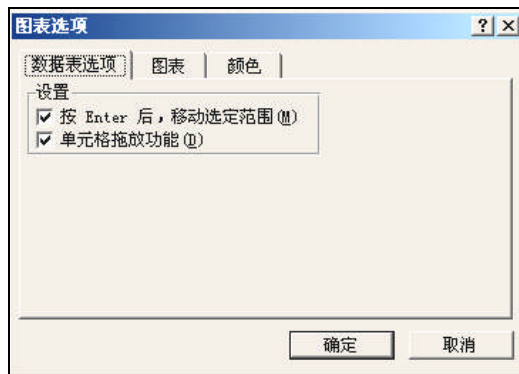 图表选项
数据表选项 图表 颜色
设置
按 Enter 后，移动选定范围(M)
单元格拖放功能(D)
确定 取消